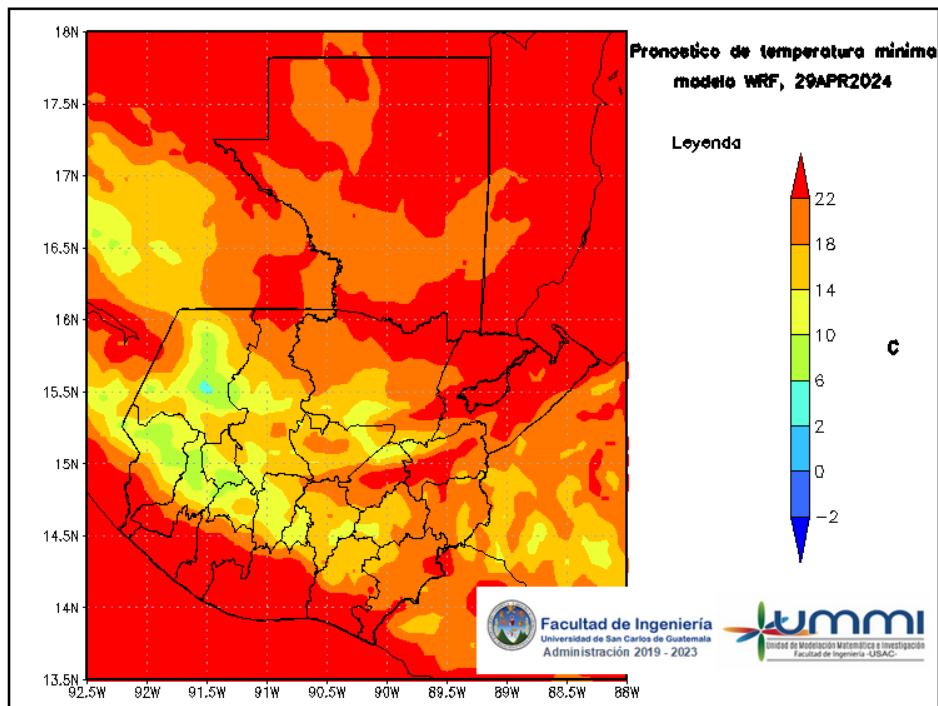 Pronostico de temperatura minima
modelo WRF, 29APR2024
Leyenda
22
18
14
10
6
2
0
−2
C
18N
17.5N
17N
16.5N
16N
15.5N
15N
14.5N
14N
13.5N
92.5W 92W 91.5W 91W 90.5W 90W 89.5W 89W 88.5W 88W
Facultad de Ingeniería
Universidad de San Carlos de Guatemala
Administración 2019 - 2023
ummi
Unidad de Modelación Matemática e Investigación
Facultad de Ingeniería -USAC-